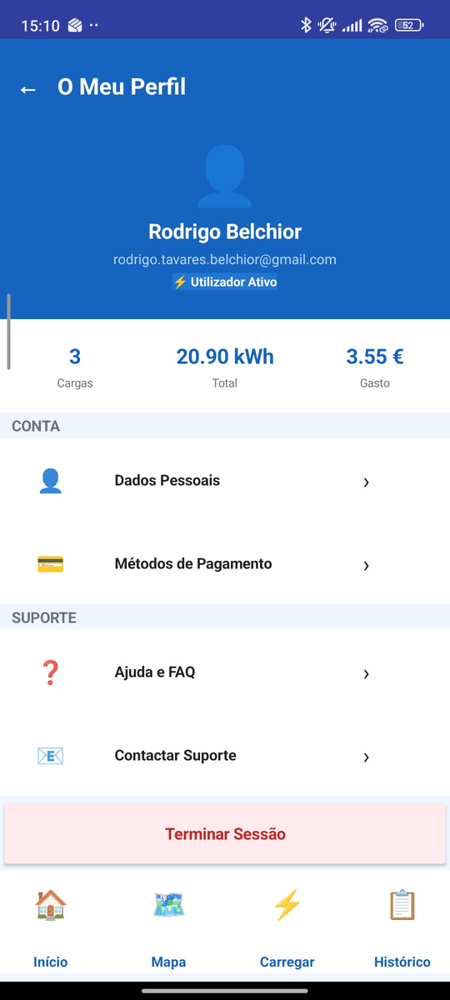 15:10
52
← O Meu Perfil
Rodrigo Belchior
rodrigo.tavares.belchior@gmail.com
⚡ Utilizador Ativo
3 20.90 kWh 3.55 €
Cargas Total Gasto
CONTA
Dados Pessoais ›
Métodos de Pagamento ›
SUPORTE
Ajuda e FAQ ›
Contactar Suporte ›
Terminar Sessão
Início Mapa Carregar Histórico